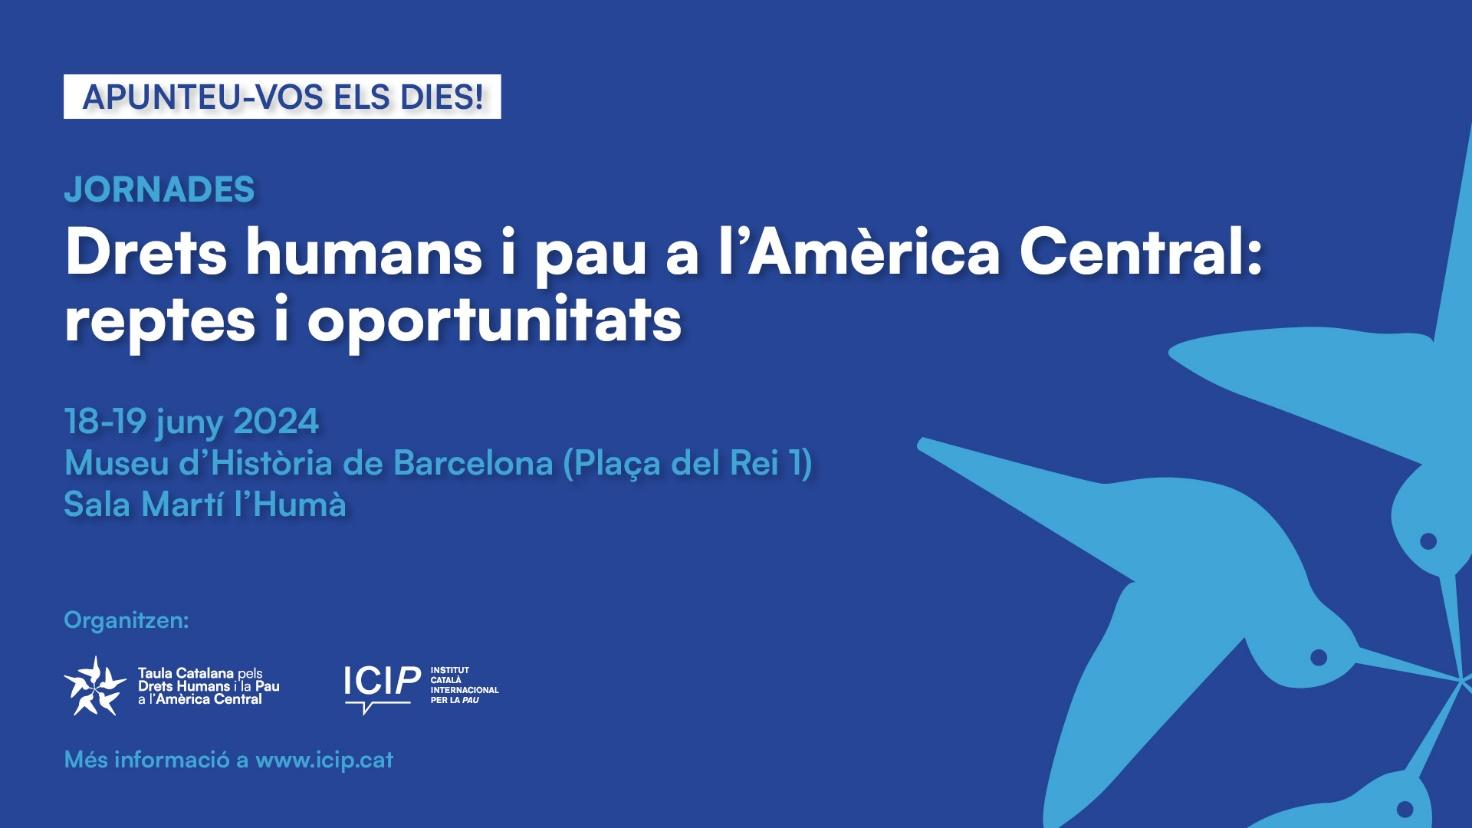 APUNTEU-VOS ELS DIES!
JORNADES
Drets humans i pau a l’Amèrica Central:
reptes i oportunitats
18-19 juny 2024
Museu d’Història de Barcelona (Plaça del Rei 1)
Sala Martí l’Humà
Organitzen:
Taula Catalana pels
Drets Humans i la Pau
a l’Amèrica Central
ICIP
INSTITUT
CATALÀ
INTERNACIONAL
PER LA PAU
Més informació a www.icip.cat